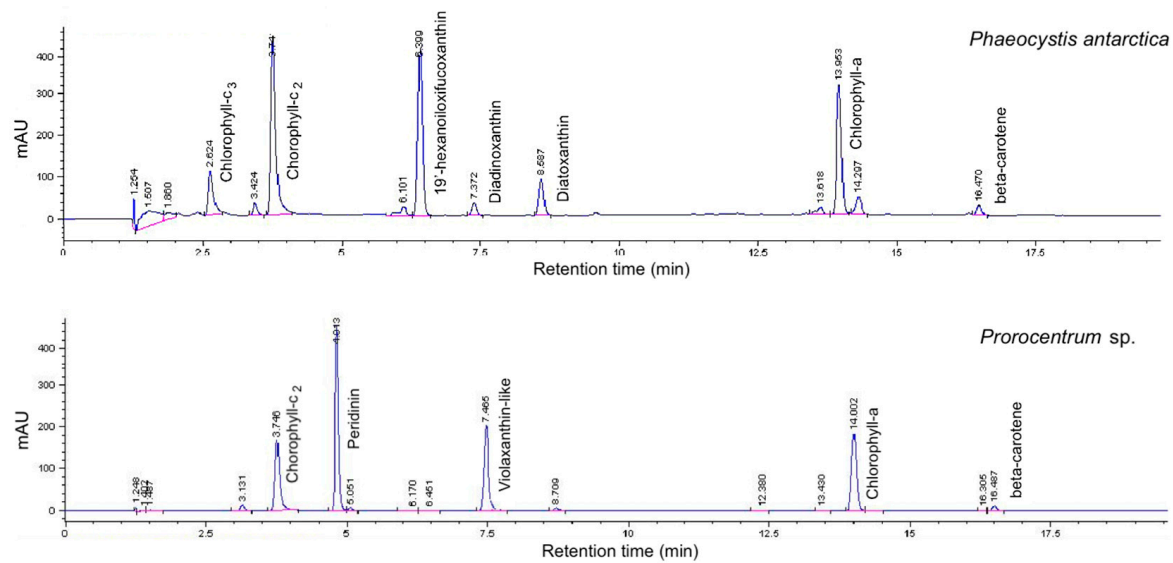 Phaeocystis antarctica
mAU
400
300
200
100
0
1.254
1.507
1.860
2.624
Chlorophyll-c3
3.424
3.741
Chorophyll-c2
6.101
6.399
19'-hexanoiloxifucoxanthin
7.372
Diadinoxanthin
8.587
Diatoxanthin
13.618
13.953
Chlorophyll-a
14.297
16.470
beta-carotene
0 2.5 5 7.5 10 12.5 15 17.5
Retention time (min)
Prorocentrum sp.
mAU
400
300
200
100
0
1.248
3.131
3.746
Chorophyll-c2
Peridinin
5.051
6.170
6.451
7.465
Violaxanthin-like
8.709
12.380
13.430
14.002
Chlorophyll-a
16.305
16.487
beta-carotene
0 2.5 5 7.5 10 12.5 15 17.5
Retention time (min)